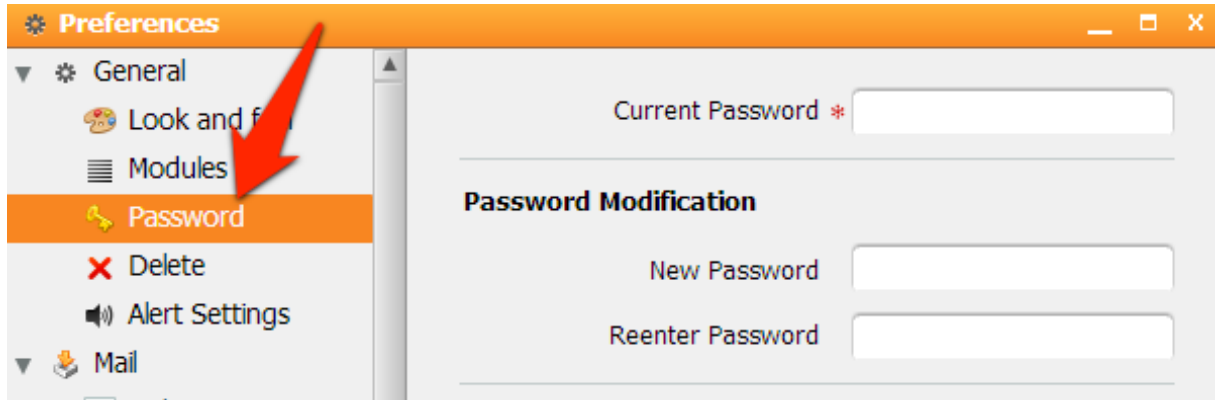 Preferences
General
Look and
Modules
Password
Delete
Alert Settings
Mail
Current Password *
Password Modification
New Password
Reenter Password